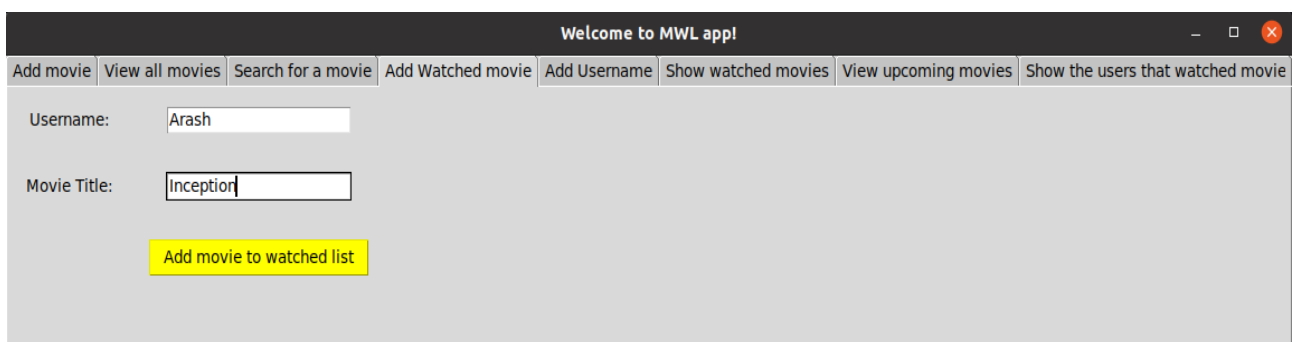 Welcome to MWL app!
Add movie View all movies Search for a movie Add Watched movie Add Username Show watched movies View upcoming movies Show the users that watched movie
Username: Arash
Movie Title: Inception
Add movie to watched list